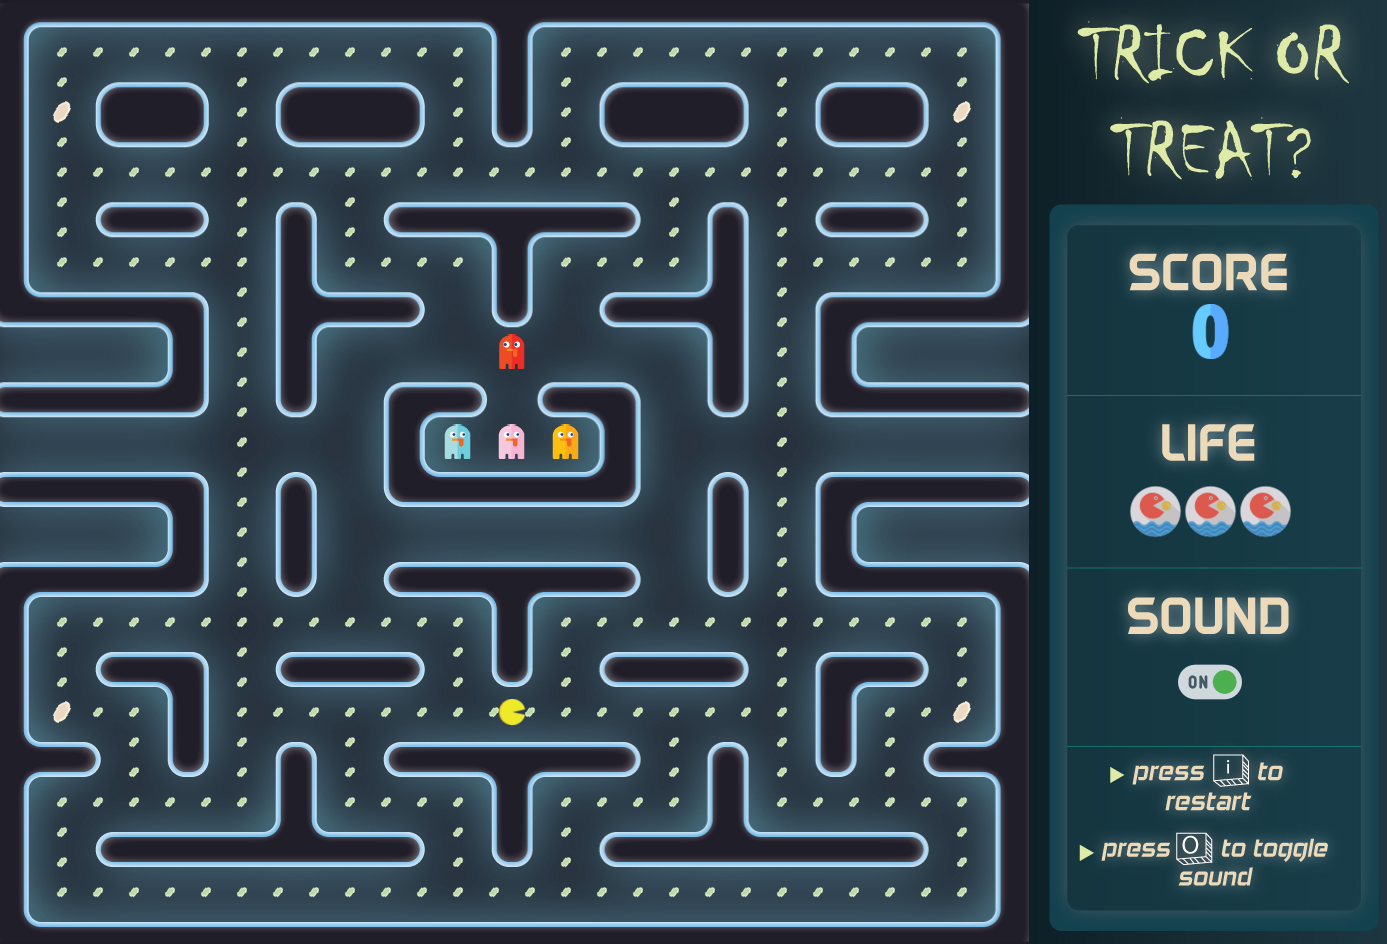 TRICK OR
TREAT?
SCORE
0
LIFE
SOUND
ON
press i to
restart
press O to toggle
sound